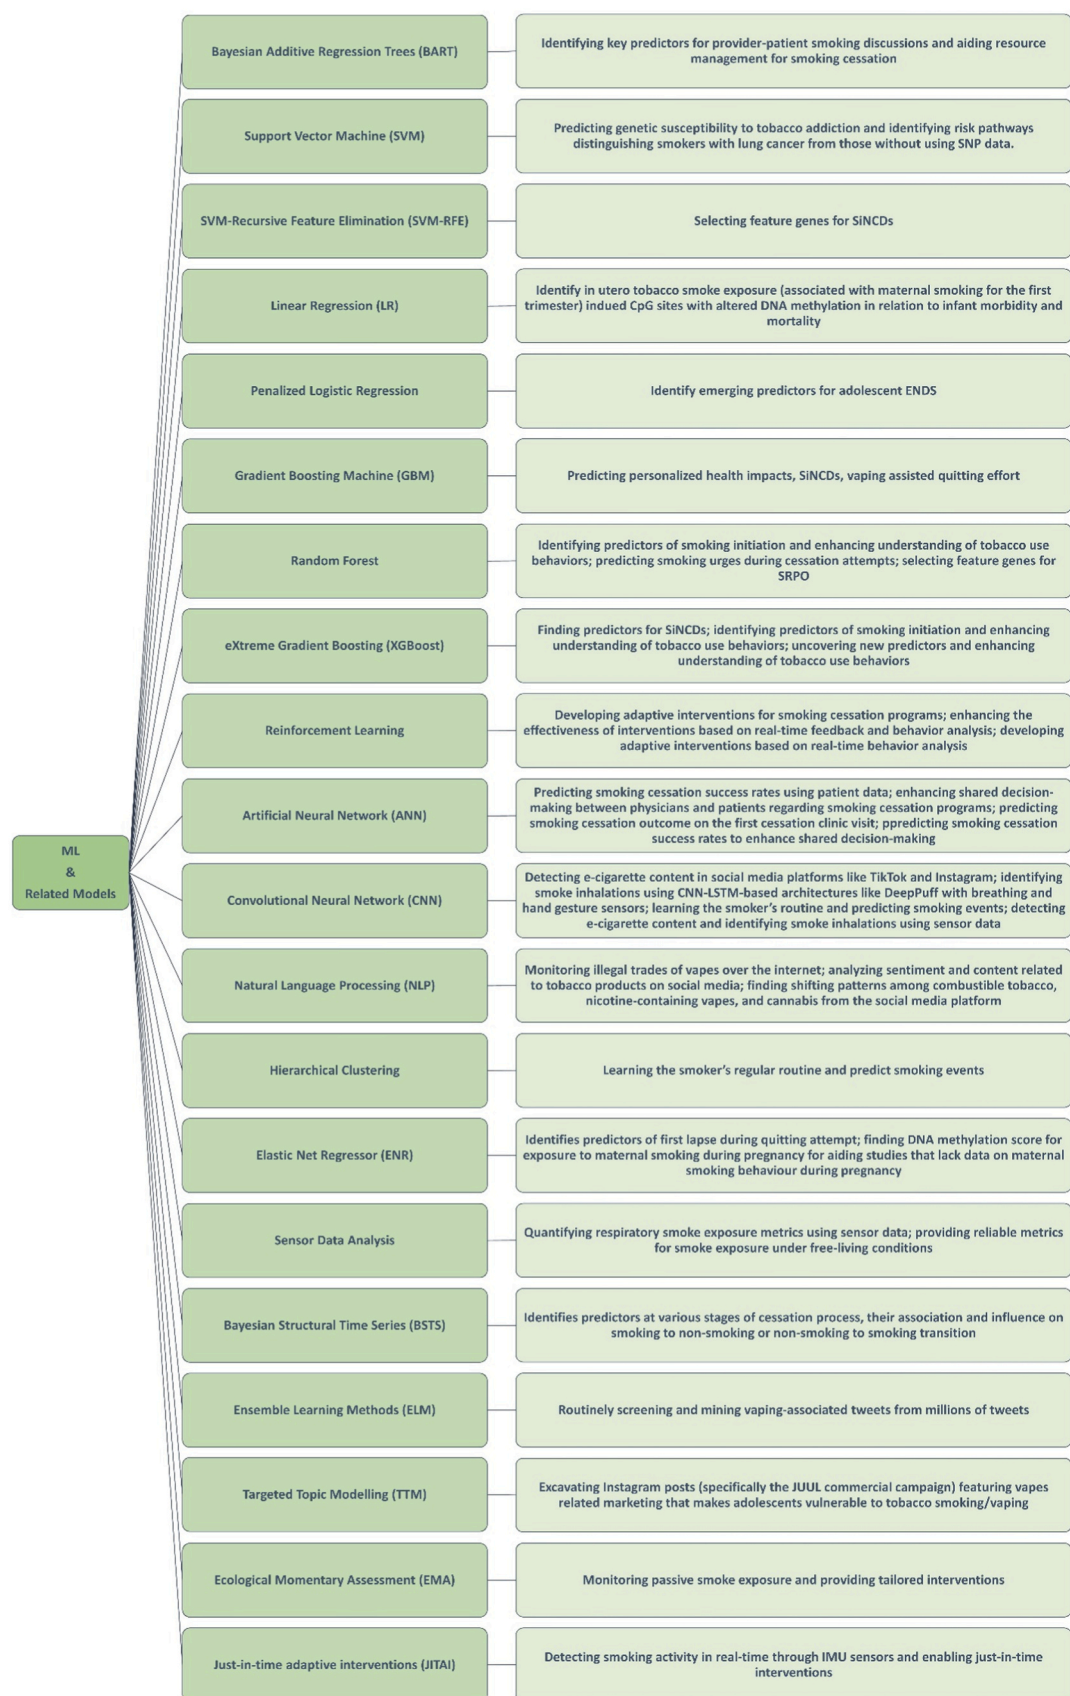 Bayesian Additive Regression Trees (BART)
Identifying key predictors for provider-patient smoking discussions and aiding resource
management for smoking cessation
Support Vector Machine (SVM)
Predicting genetic susceptibility to tobacco addiction and identifying risk pathways
distinguishing smokers with lung cancer from those without using SNP data.
SVM-Recursive Feature Elimination (SVM-RFE)
Selecting feature genes for SiNCDs
Linear Regression (LR)
Identify in utero tobacco smoke exposure (associated with maternal smoking for the first
trimester) indued CpG sites with altered DNA methylation in relation to infant morbidity and
mortality
Penalized Logistic Regression
Identify emerging predictors for adolescent ENDS
Gradient Boosting Machine (GBM)
Predicting personalized health impacts, SiNCDs, vaping assisted quitting effort
Random Forest
Identifying predictors of smoking initiation and enhancing understanding of tobacco use
behaviors; predicting smoking urges during cessation attempts; selecting feature genes for
SRPO
eXtreme Gradient Boosting (XGBoost)
Finding predictors for SiNCDs; identifying predictors of smoking initiation and enhancing
understanding of tobacco use behaviors; uncovering new predictors and enhancing
understanding of tobacco use behaviors
Reinforcement Learning
Developing adaptive interventions for smoking cessation programs; enhancing the
effectiveness of interventions based on real-time feedback and behavior analysis; developing
adaptive interventions based on real-time behavior analysis
Artificial Neural Network (ANN)
Predicting smoking cessation success rates using patient data; enhancing shared decision-
making between physicians and patients regarding smoking cessation programs; predicting
smoking cessation outcome on the first cessation clinic visit; ppredicting smoking cessation
success rates to enhance shared decision-making
ML
&
Related Models
Convolutional Neural Network (CNN)
Detecting e-cigarette content in social media platforms like TikTok and Instagram; identifying
smoke inhalations using CNN-LSTM-based architectures like DeepPuff with breathing and
hand gesture sensors; learning the smoker's routine and predicting smoking events; detecting
e-cigarette content and identifying smoke inhalations using sensor data
Natural Language Processing (NLP)
Monitoring illegal trades of vapes over the internet; analyzing sentiment and content related
to tobacco products on social media; finding shifting patterns among combustible tobacco,
nicotine-containing vapes, and cannabis from the social media platform
Hierarchical Clustering
Learning the smoker's regular routine and predict smoking events
Elastic Net Regressor (ENR)
Identifies predictors of first lapse during quitting attempt; finding DNA methylation score for
exposure to maternal smoking during pregnancy for aiding studies that lack data on maternal
smoking behaviour during pregnancy
Sensor Data Analysis
Quantifying respiratory smoke exposure metrics using sensor data; providing reliable metrics
for smoke exposure under free-living conditions
Bayesian Structural Time Series (BSTS)
Identifies predictors at various stages of cessation process, their association and influence on
smoking to non-smoking or non-smoking to smoking transition
Ensemble Learning Methods (ELM)
Routinely screening and mining vaping-associated tweets from millions of tweets
Targeted Topic Modelling (TTM)
Excavating Instagram posts (specifically the JUUL commercial campaign) featuring vapes
related marketing that makes adolescents vulnerable to tobacco smoking/vaping
Ecological Momentary Assessment (EMA)
Monitoring passive smoke exposure and providing tailored interventions
Just-in-time adaptive interventions (JITAI)
Detecting smoking activity in real-time through IMU sensors and enabling just-in-time
interventions